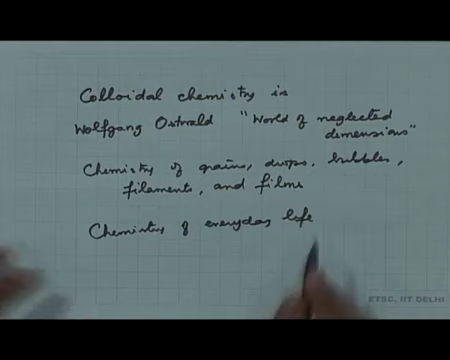 Colloidal chemistry is
Wolfgang Ostwald "World of neglected
dimensions"
Chemistry of grains, drops, bubbles,
filaments, and films
Chemistry of everyday life
ETSC, IIT DELHI